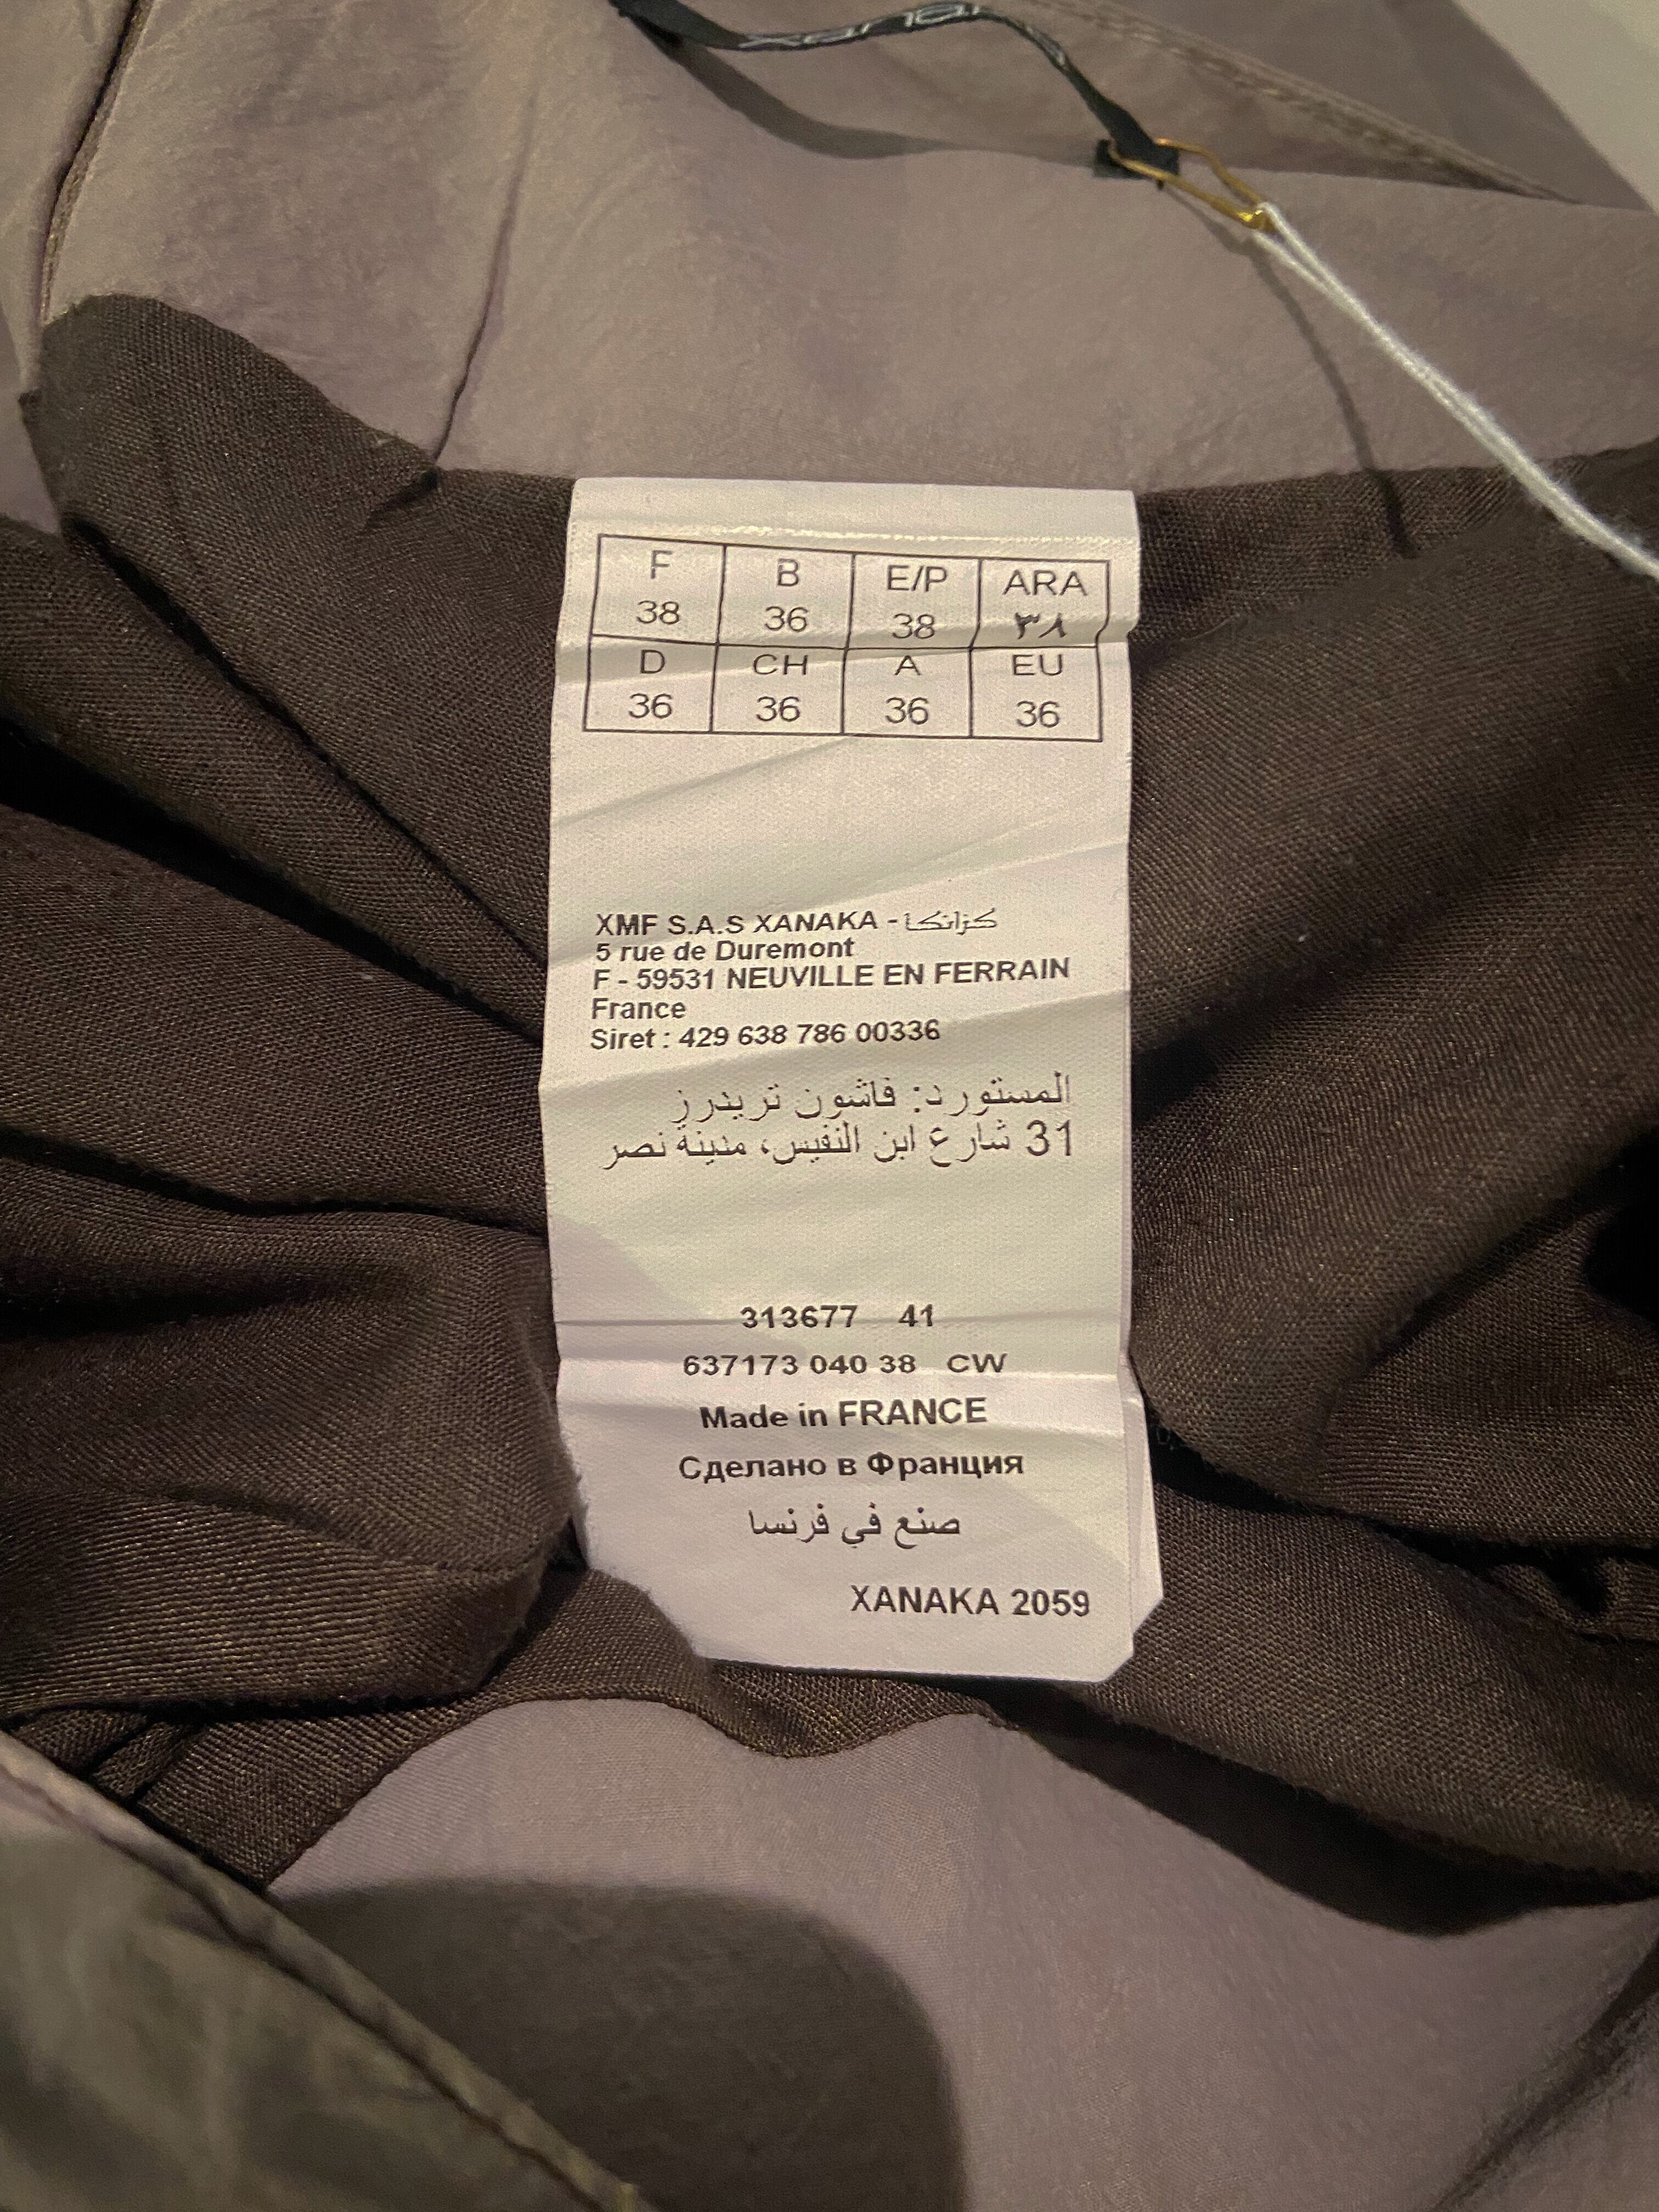 xanaka
F B E/P ARA
38 36 38 ٣٨
D CH A EU
36 36 36 36
XMF S.A.S XANAKA - كزانكا
5 rue de Duremont
F - 59531 NEUVILLE EN FERRAIN
France
Siret : 429 638 786 00336
المستورد: فاشون تريدرز
31 شارع ابن النفيس، مدينة نصر
313677 41
637173 040 38 CW
Made in FRANCE
Сделано в Франция
صنع في فرنسا
XANAKA 2059